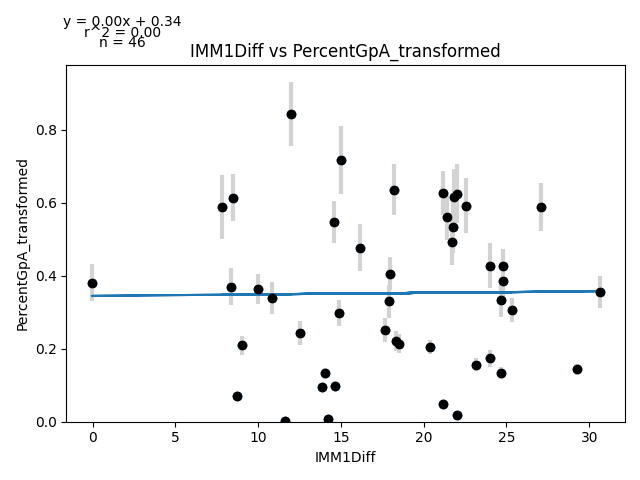 y = 0.00x + 0.34
r^2 = 0.00
n = 46
IMM1Diff vs PercentGpA_transformed
PercentGpA_transformed
0.8
0.6
0.4
0.2
0.0
0 5 10 15 20 25 30
IMM1Diff